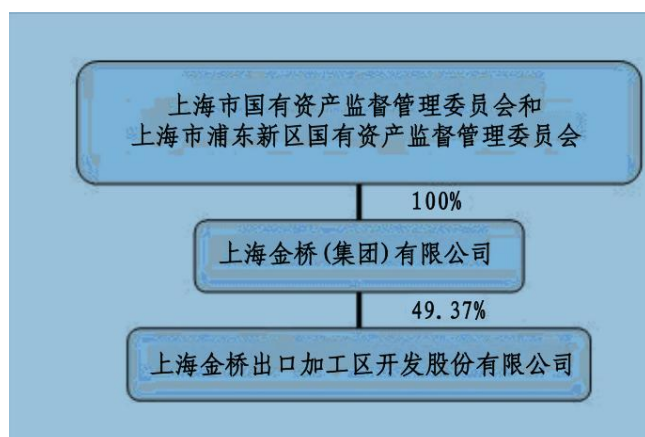 上海市国有资产监督管理委员会和
上海市浦东新区国有资产监督管理委员会
100%
上海金桥(集团)有限公司
49.37%
上海金桥出口加工区开发股份有限公司